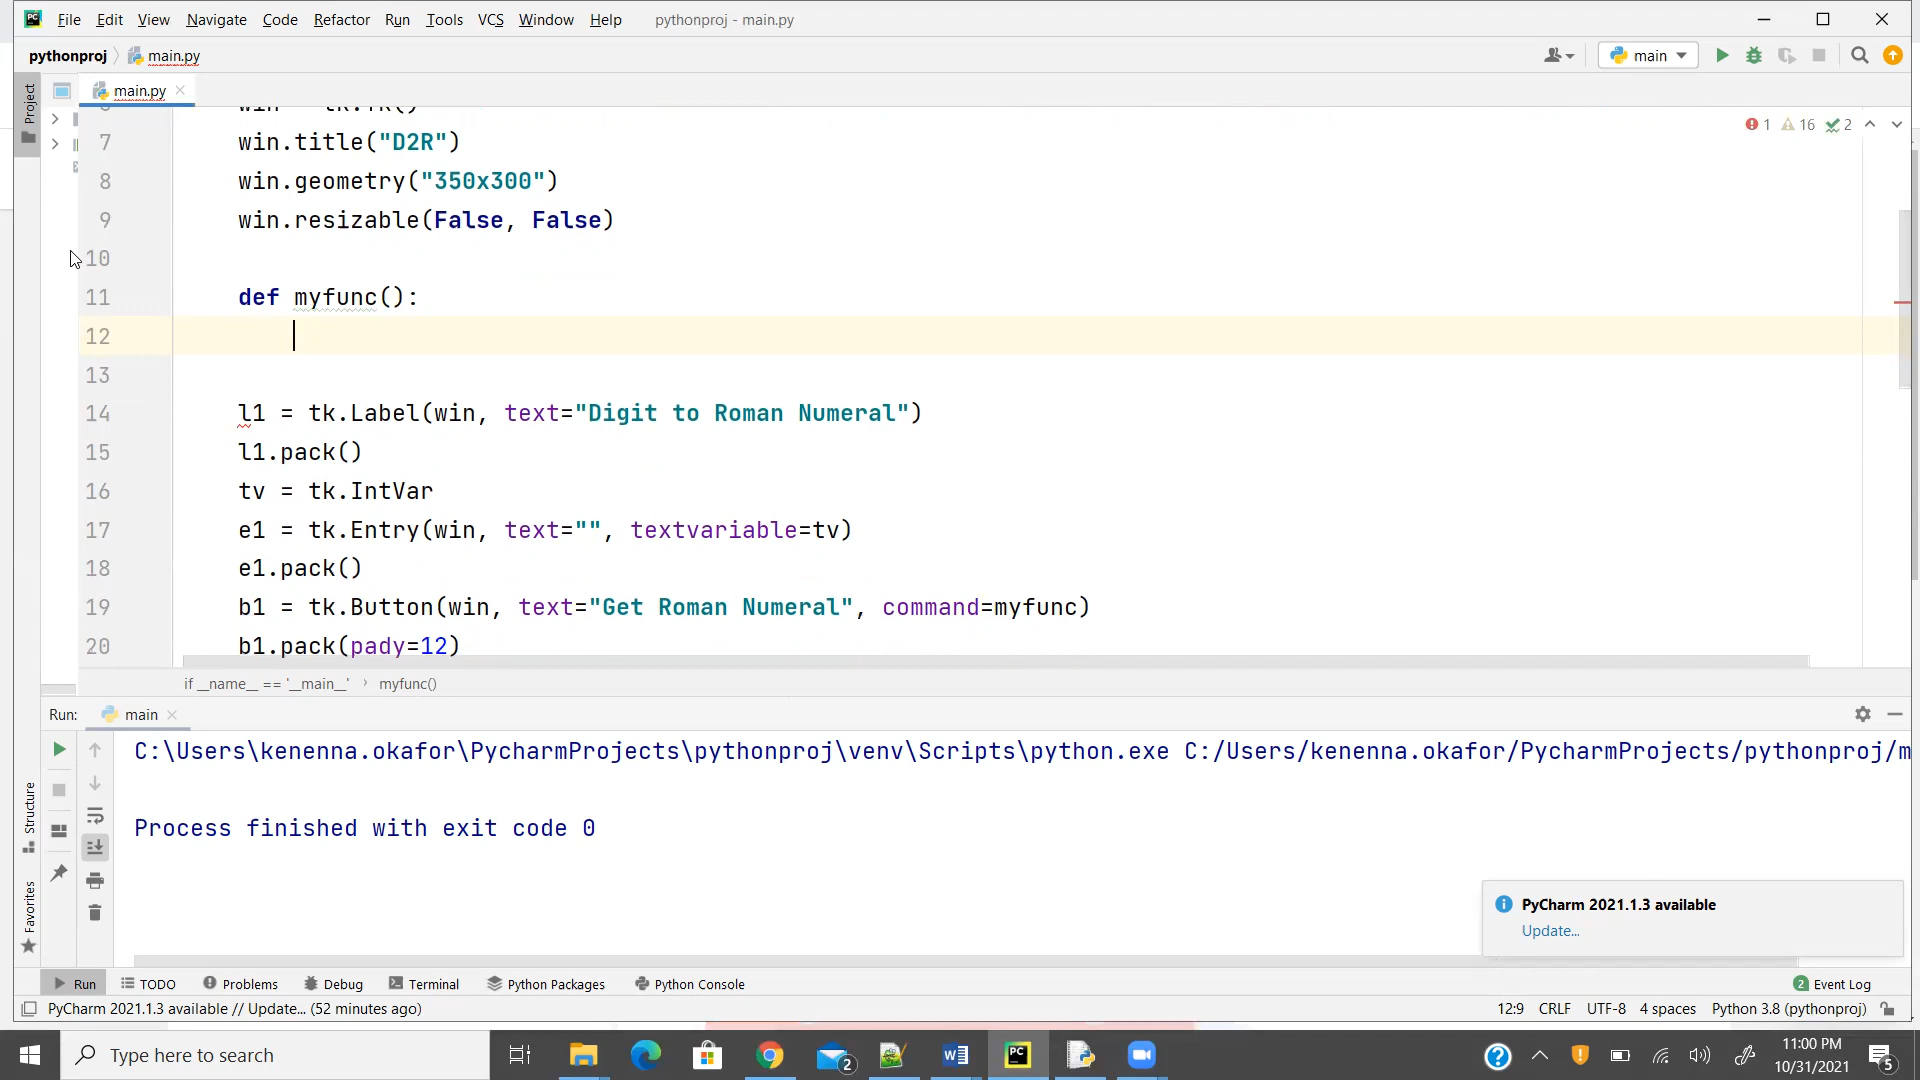 PC File Edit View Navigate Code Refactor Run Tools VCS Window Help pythonproj - main.py
pythonproj main.py main
Project main.py
1 16 2
7 win.title("D2R")
8 win.geometry("350x300")
9 win.resizable(False, False)
10
11 def myfunc():
12
13
14 l1 = tk.Label(win, text="Digit to Roman Numeral")
15 l1.pack()
16 tv = tk.IntVar
17 e1 = tk.Entry(win, text="", textvariable=tv)
18 e1.pack()
19 b1 = tk.Button(win, text="Get Roman Numeral", command=myfunc)
20 b1.pack(pady=12)
if __name__ == '__main__' › myfunc()
Run: main
C:\Users\kenenna.okafor\PycharmProjects\pythonproj\venv\Scripts\python.exe C:/Users/kenenna.okafor/PycharmProjects/pythonproj/m
Process finished with exit code 0
Structure
Favorites
PyCharm 2021.1.3 available
Update...
Run TODO Problems Debug Terminal Python Packages Python Console 2 Event Log
PyCharm 2021.1.3 available // Update... (52 minutes ago) 12:9 CRLF UTF-8 4 spaces Python 3.8 (pythonproj)
Type here to search 2 PC 11:00 PM
10/31/2021 5